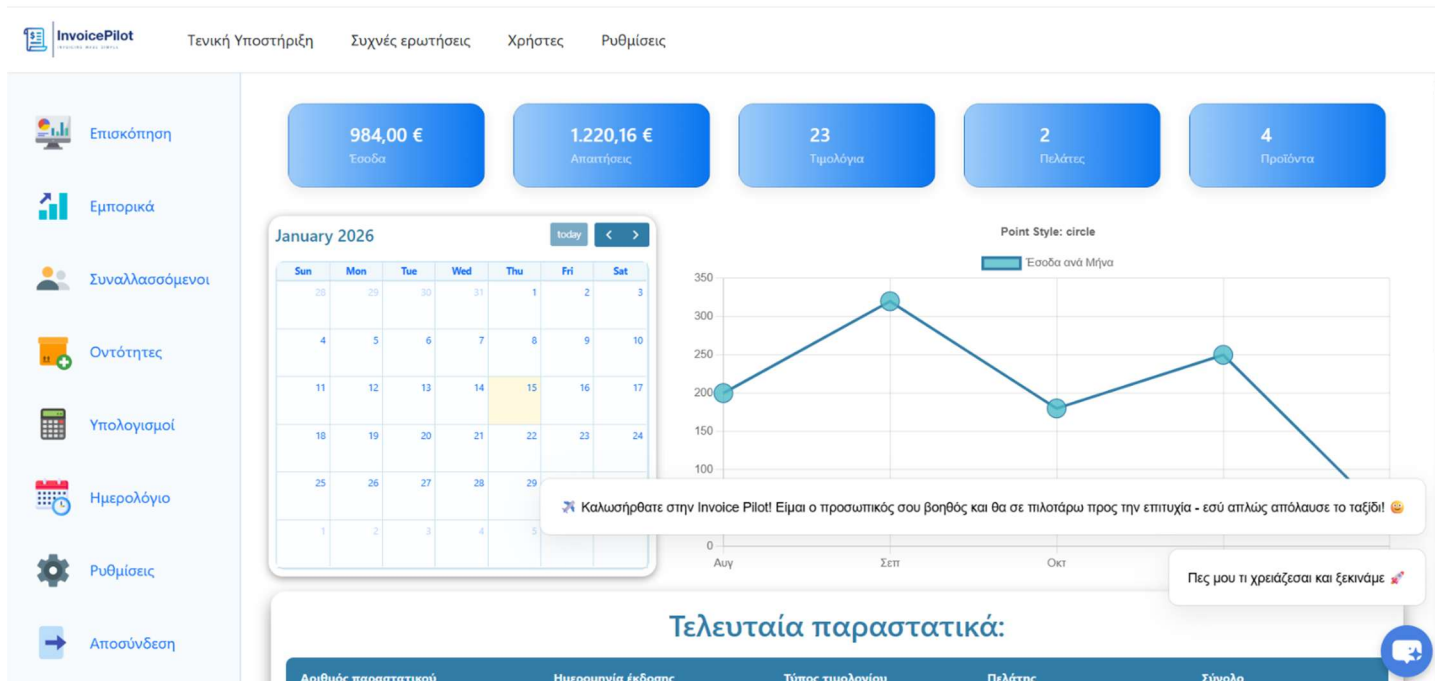 InvoicePilot
INVOICING MADE SIMPLE
Τενική Υποστήριξη Συχνές ερωτήσεις Χρήστες Ρυθμίσεις
Επισκόπηση
Εμπορικά
Συναλλασσόμενοι
Οντότητες
Υπολογισμοί
Ημερολόγιο
Ρυθμίσεις
Αποσύνδεση
984,00 €
Έσοδα
1.220,16 €
Απαιτήσεις
23
Τιμολόγια
2
Πελάτες
4
Προϊόντα
January 2026 today < >
Sun Mon Tue Wed Thu Fri Sat
28 29 30 31 1 2 3
4 5 6 7 8 9 10
11 12 13 14 15 16 17
18 19 20 21 22 23 24
25 26 27 28 29
1 2 3 4 5
Point Style: circle
Έσοδα ανά Μήνα
350
300
250
200
150
100
0
Αυγ Σεπ Οκτ
✈️ Καλωσήρθατε στην Invoice Pilot! Είμαι ο προσωπικός σου βοηθός και θα σε πιλοτάρω προς την επιτυχία - εσύ απλώς απόλαυσε το ταξίδι! 😄
Πες μου τι χρειάζεσαι και ξεκινάμε 🚀
Τελευταία παραστατικά:
Αριθμός παραστατικού Ημερομηνία έκδοσης Τύπος τιμολογίου Πελάτης Σύνολο